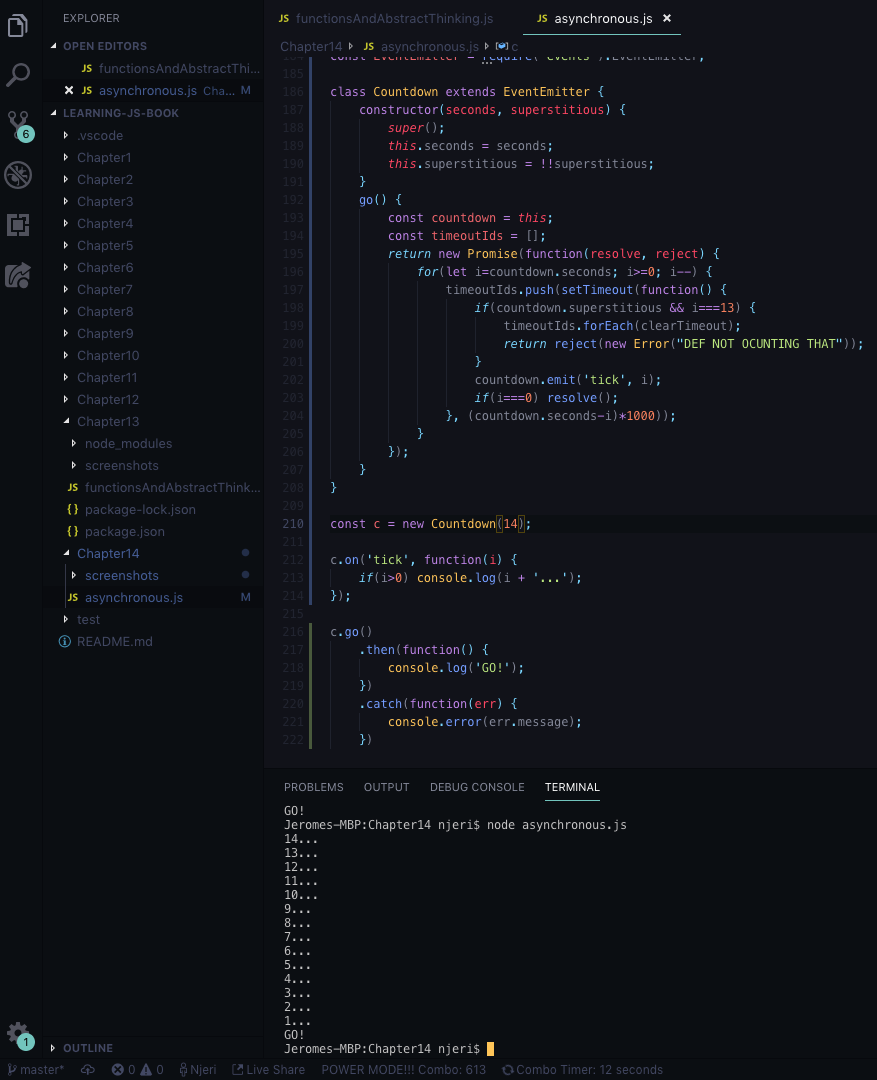 EXPLORER
OPEN EDITORS
JS functionsAndAbstractThi...
JS asynchronous.js Cha... M
LEARNING-JS-BOOK
.vscode
Chapter1
Chapter2
Chapter3
Chapter4
Chapter5
Chapter6
Chapter7
Chapter8
Chapter9
Chapter10
Chapter11
Chapter12
Chapter13
node_modules
screenshots
JS functionsAndAbstractThink...
{} package-lock.json
{} package.json
Chapter14
screenshots
JS asynchronous.js M
test
README.md
OUTLINE
6
1
JS functionsAndAbstractThinking.js
JS asynchronous.js ×
Chapter14 JS asynchronous.js c
184 const EventEmitter = require('events').EventEmitter;
185
186 class Countdown extends EventEmitter {
187 constructor(seconds, superstitious) {
188 super();
189 this.seconds = seconds;
190 this.superstitious = !!superstitious;
191 }
192 go() {
193 const countdown = this;
194 const timeoutIds = [];
195 return new Promise(function(resolve, reject) {
196 for(let i=countdown.seconds; i>=0; i--) {
197 timeoutIds.push(setTimeout(function() {
198 if(countdown.superstitious && i===13) {
199 timeoutIds.forEach(clearTimeout);
200 return reject(new Error("DEF NOT OCUNTING THAT"));
201 }
202 countdown.emit('tick', i);
203 if(i===0) resolve();
204 }, (countdown.seconds-i)*1000));
205 }
206 });
207 }
208 }
209
210 const c = new Countdown(14);
211
212 c.on('tick', function(i) {
213 if(i>0) console.log(i + '...');
214 });
215
216 c.go()
217 .then(function() {
218 console.log('GO!');
219 })
220 .catch(function(err) {
221 console.error(err.message);
222 })
PROBLEMS OUTPUT DEBUG CONSOLE TERMINAL
GO!
Jeromes-MBP:Chapter14 njeri$ node asynchronous.js
14...
13...
12...
11...
10...
9...
8...
7...
6...
5...
4...
3...
2...
1...
GO!
Jeromes-MBP:Chapter14 njeri$
master* 0 0 Njeri Live Share POWER MODE!!! Combo: 613 Combo Timer: 12 seconds